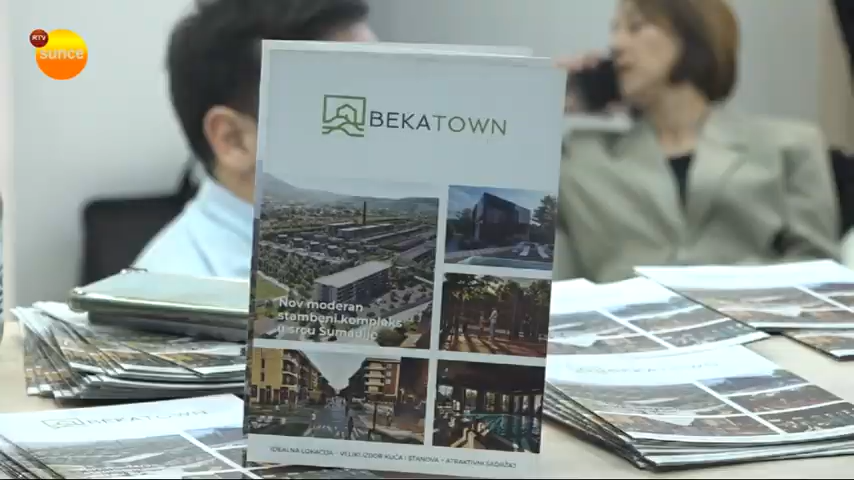 RTV
sunce
BEKATOWN
Nov moderan
stambeni kompleks
u srcu Šumadije
IDEALNA LOKACIJA - VELIKI IZBOR KUĆA I STANOVA - ATRAKTIVNI SADRŽAJI
BEKATOWN